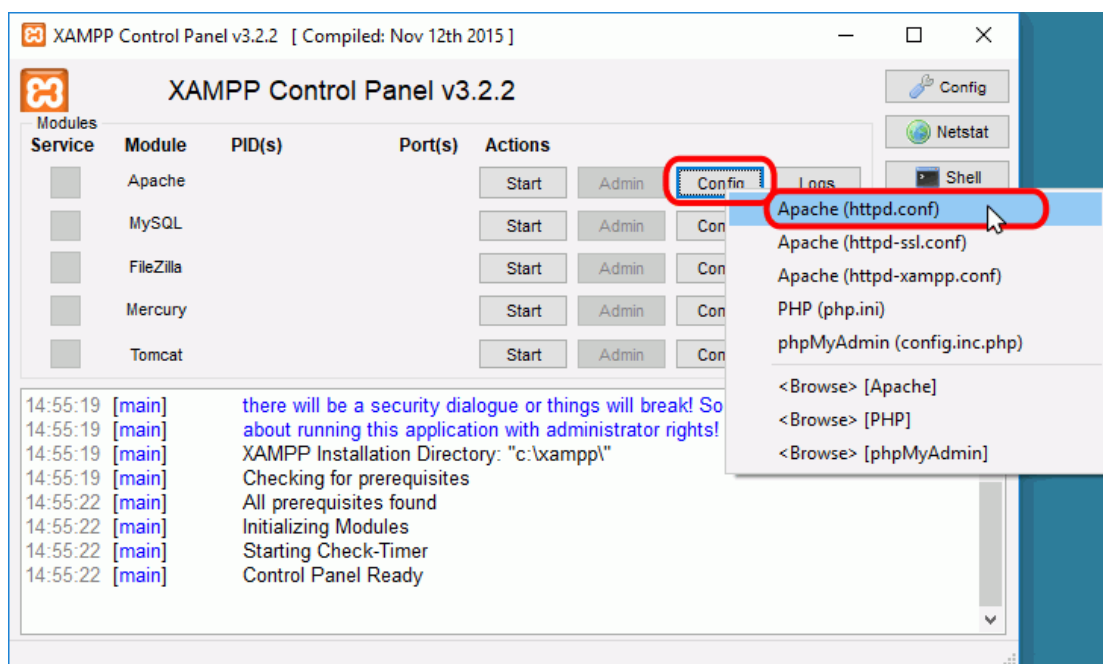 XAMPP Control Panel v3.2.2 [ Compiled: Nov 12th 2015 ]
XAMPP Control Panel v3.2.2
Config
Modules
Service Module PID(s) Port(s) Actions
Netstat
Apache Start Admin Config Logs
Shell
Apache (httpd.conf)
MySQL Start Admin Con
Apache (httpd-ssl.conf)
FileZilla Start Admin Con
Apache (httpd-xampp.conf)
Mercury Start Admin Con
PHP (php.ini)
phpMyAdmin (config.inc.php)
Tomcat Start Admin Con
<Browse> [Apache]
<Browse> [PHP]
<Browse> [phpMyAdmin]
14:55:19 [main] there will be a security dialogue or things will break! So
14:55:19 [main] about running this application with administrator rights!
14:55:19 [main] XAMPP Installation Directory: "c:\xampp\"
14:55:19 [main] Checking for prerequisites
14:55:22 [main] All prerequisites found
14:55:22 [main] Initializing Modules
14:55:22 [main] Starting Check-Timer
14:55:22 [main] Control Panel Ready